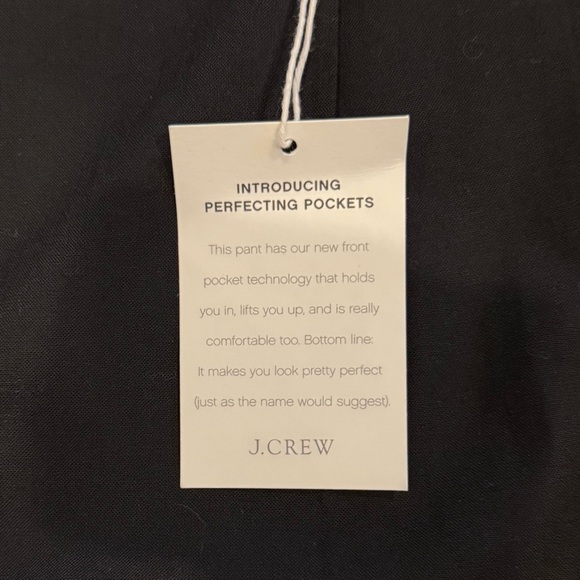 INTRODUCING
PERFECTING POCKETS
This pant has our new front
pocket technology that holds
you in, lifts you up, and is really
comfortable too. Bottom line:
It makes you look pretty perfect
(just as the name would suggest).
J.CREW